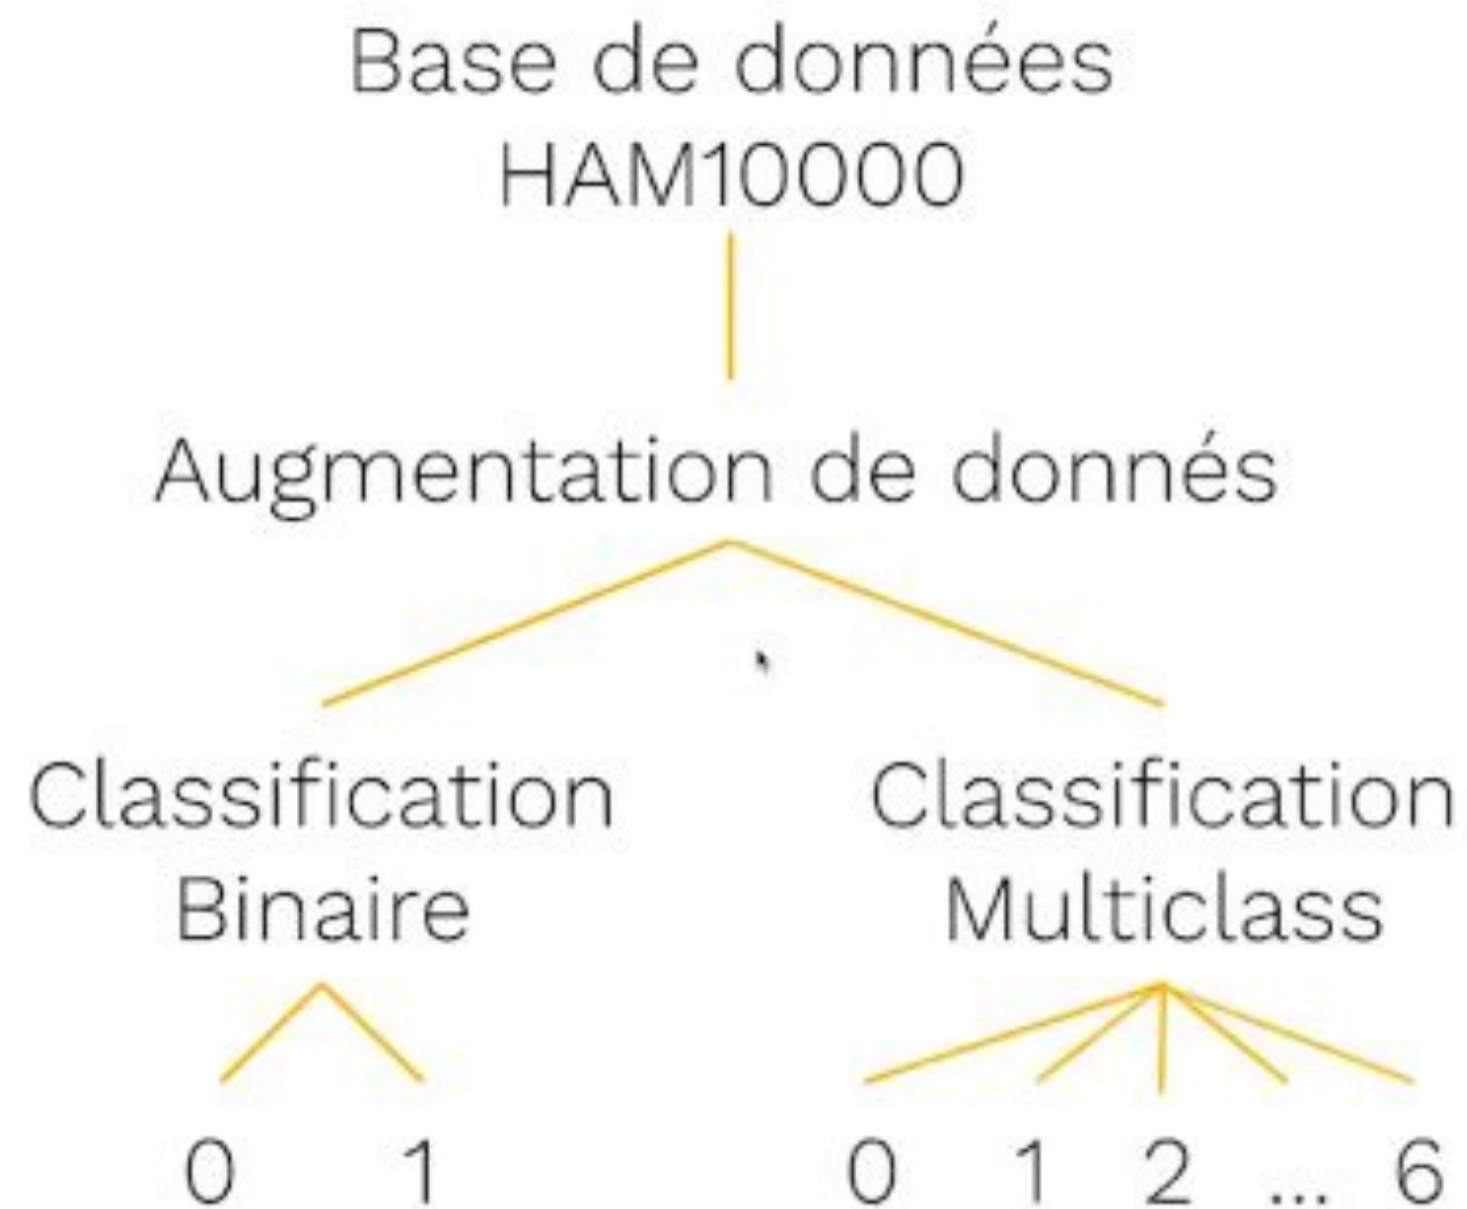 Base de données
HAM10000
Augmentation de donnés
Classification
Binaire
Classification
Multiclass
0 1
0 1 2 ... 6